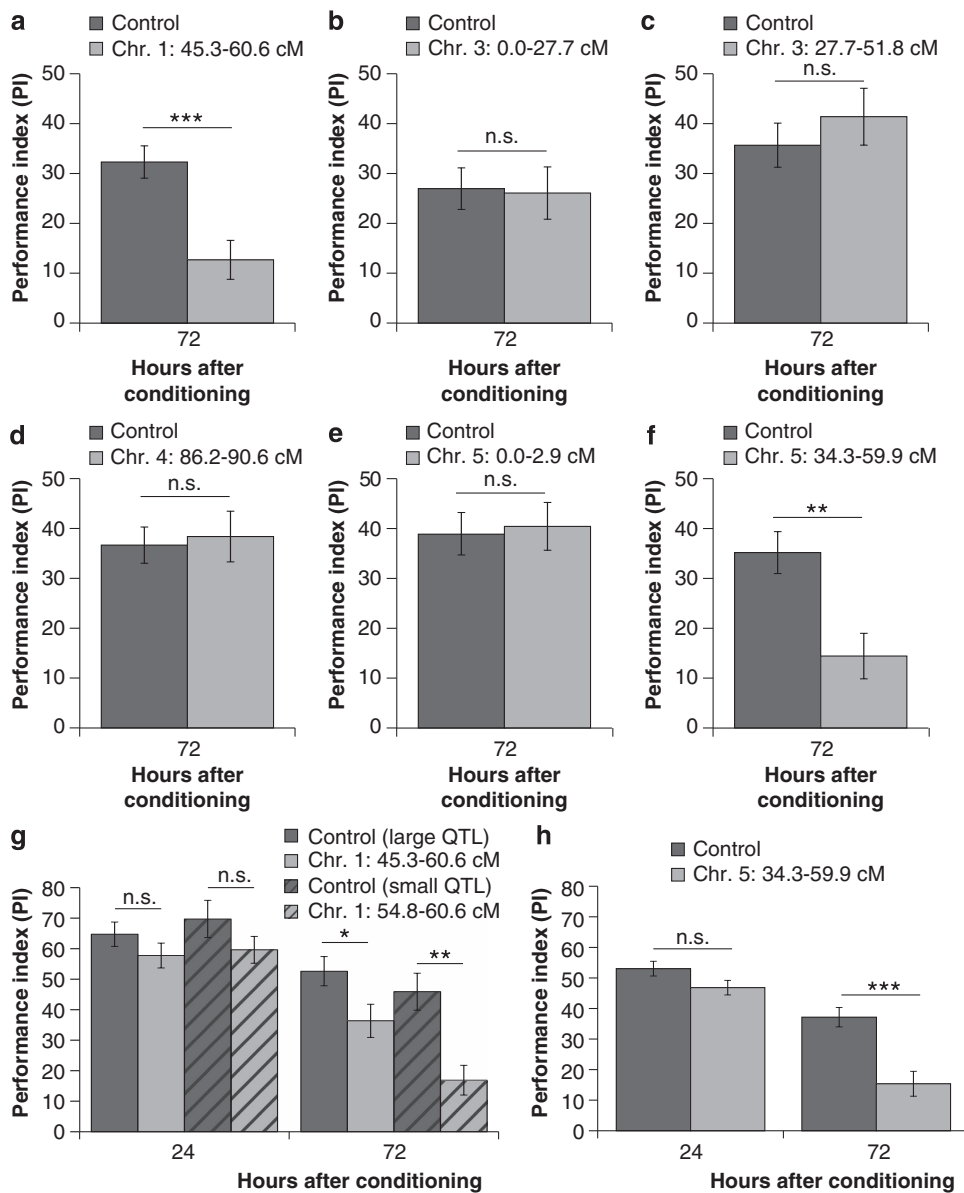 a
Control
Chr. 1: 45.3-60.6 cM
Performance index (PI)
50
40
30
20
10
0
***
72
Hours after
conditioning
b
Control
Chr. 3: 0.0-27.7 cM
Performance index (PI)
50
40
30
20
10
0
n.s.
72
Hours after
conditioning
c
Control
Chr. 3: 27.7-51.8 cM
Performance index (PI)
50
40
30
20
10
0
n.s.
72
Hours after
conditioning
d
Control
Chr. 4: 86.2-90.6 cM
Performance index (PI)
50
40
30
20
10
0
n.s.
72
Hours after
conditioning
e
Control
Chr. 5: 0.0-2.9 cM
Performance index (PI)
50
40
30
20
10
0
n.s.
72
Hours after
conditioning
f
Control
Chr. 5: 34.3-59.9 cM
Performance index (PI)
50
40
30
20
10
0
**
72
Hours after
conditioning
g
Control (large QTL)
Chr. 1: 45.3-60.6 cM
Control (small QTL)
Chr. 1: 54.8-60.6 cM
Performance index (PI)
80
70
60
50
40
30
20
10
0
n.s.
n.s.
*
**
24
72
Hours after conditioning
h
Control
Chr. 5: 34.3-59.9 cM
Performance index (PI)
80
70
60
50
40
30
20
10
0
n.s.
***
24
72
Hours after conditioning